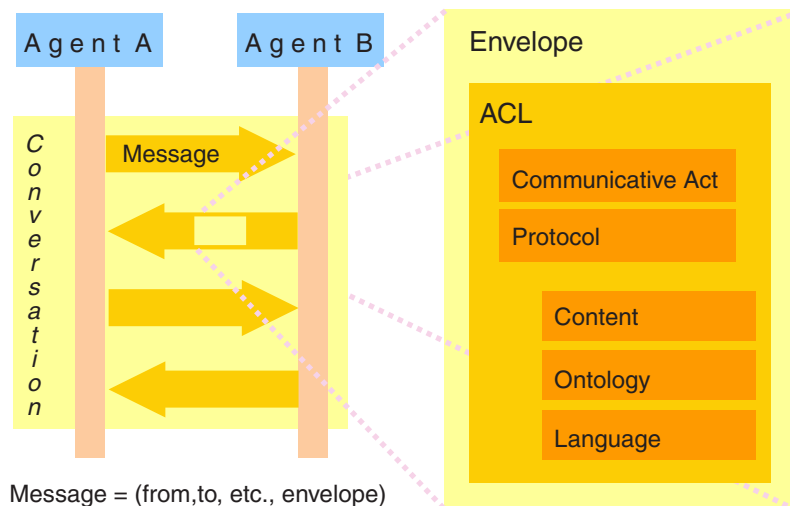 Agent A
Agent B
Conversation
Message
Message = (from,to, etc., envelope)
Envelope
ACL
Communicative Act
Protocol
Content
Ontology
Language